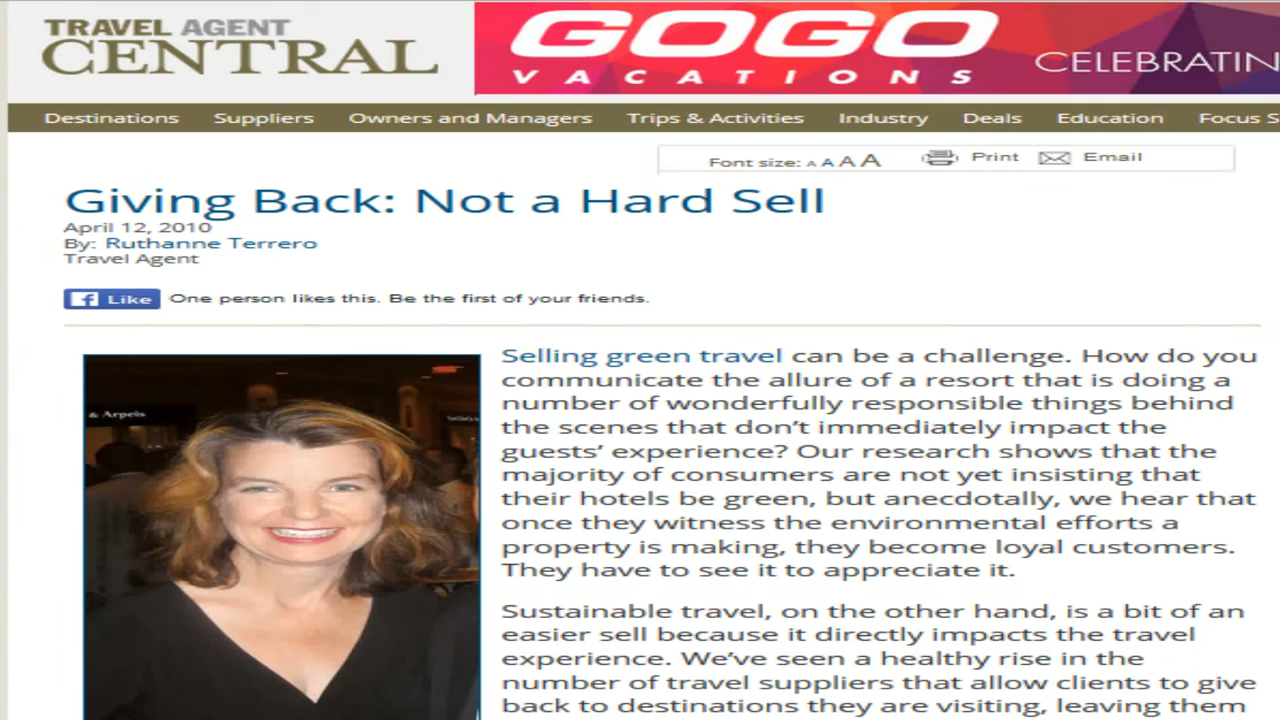 TRAVEL AGENT
CENTRAL
GOGO
VACATIONS
CELEBRATIN
Destinations Suppliers Owners and Managers Trips & Activities Industry Deals Education Focus S
Font size: A A A A Print Email
Giving Back: Not a Hard Sell
April 12, 2010
By: Ruthanne Terrero
Travel Agent
f Like One person likes this. Be the first of your friends.
& Arpels
Selling green travel can be a challenge. How do you
communicate the allure of a resort that is doing a
number of wonderfully responsible things behind
the scenes that don't immediately impact the
guests' experience? Our research shows that the
majority of consumers are not yet insisting that
their hotels be green, but anecdotally, we hear that
once they witness the environmental efforts a
property is making, they become loyal customers.
They have to see it to appreciate it.
Sustainable travel, on the other hand, is a bit of an
easier sell because it directly impacts the travel
experience. We've seen a healthy rise in the
number of travel suppliers that allow clients to give
back to destinations they are visiting, leaving them